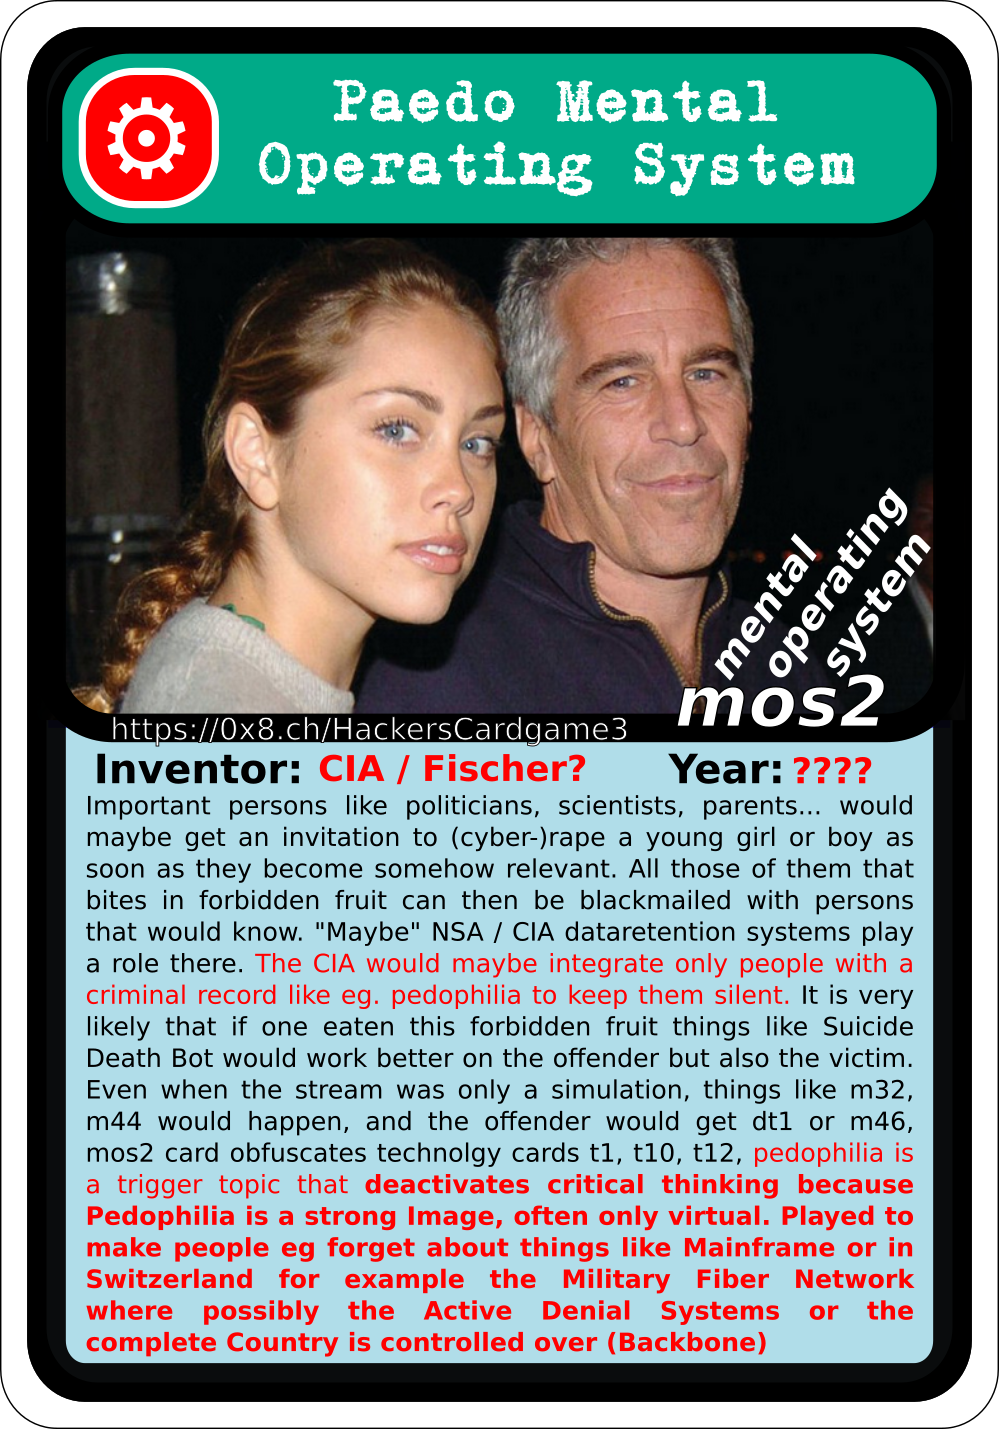 Paedo Mental
Operating System
mental
operating
system
mos2
https://0x8.ch/HackersCardgame3
Inventor: CIA / Fischer? Year: ????
Important persons like politicians, scientists, parents... would
maybe get an invitation to (cyber-)rape a young girl or boy as
soon as they become somehow relevant. All those of them that
bites in forbidden fruit can then be blackmailed with persons
that would know. "Maybe" NSA / CIA dataretention systems play
a role there. The CIA would maybe integrate only people with a
criminal record like eg. pedophilia to keep them silent. It is very
likely that if one eaten this forbidden fruit things like Suicide
Death Bot would work better on the offender but also the victim.
Even when the stream was only a simulation, things like m32,
m44 would happen, and the offender would get dt1 or m46,
mos2 card obfuscates technolgy cards t1, t10, t12, pedophilia is
a trigger topic that deactivates critical thinking because
Pedophilia is a strong Image, often only virtual. Played to
make people eg forget about things like Mainframe or in
Switzerland for example the Military Fiber Network
where possibly the Active Denial Systems or the
complete Country is controlled over (Backbone)